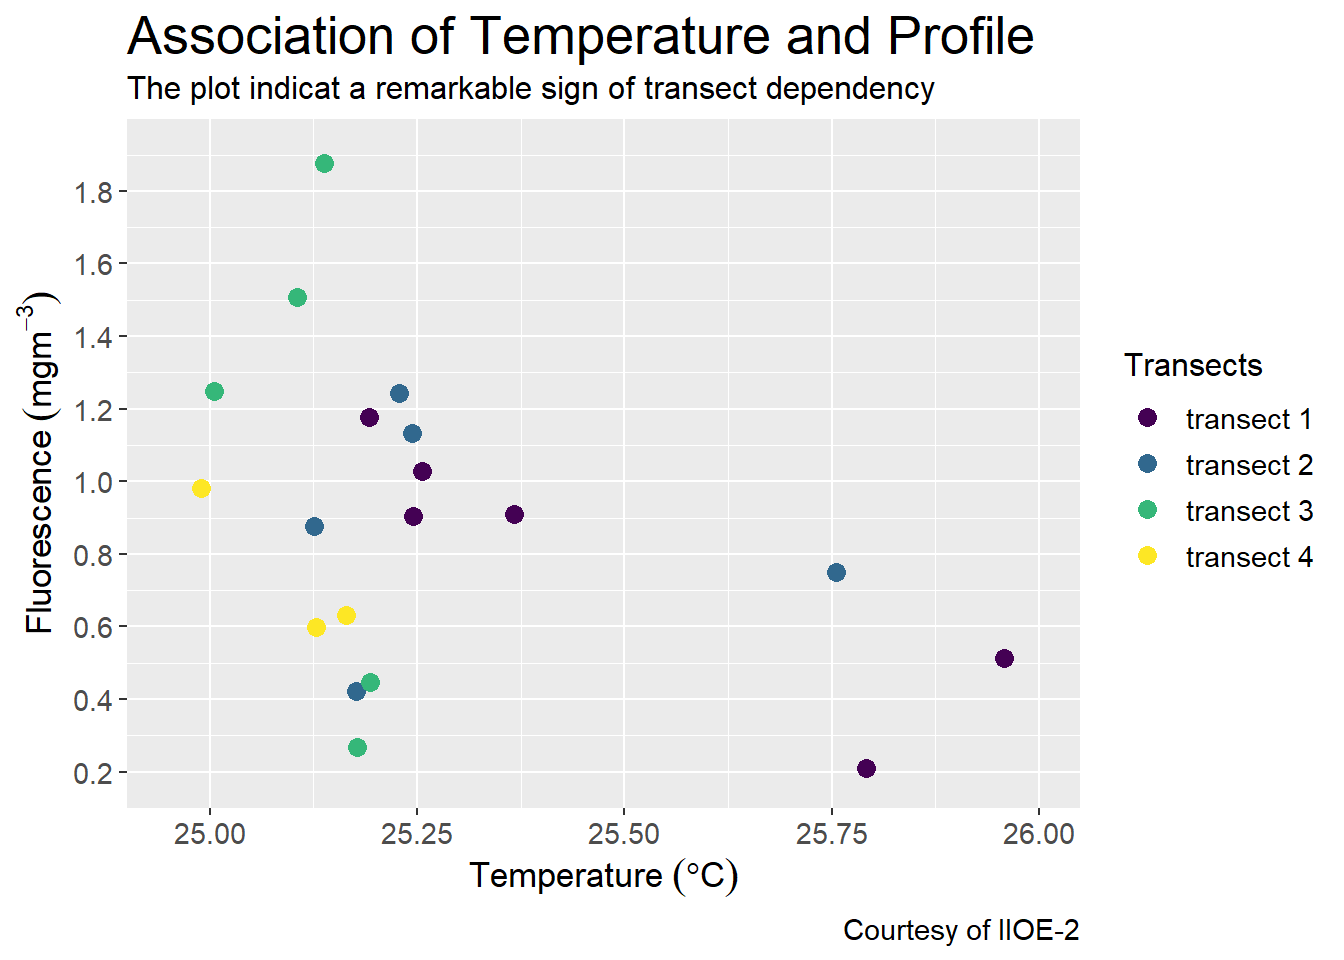 Association of Temperature and Profile
The plot indicat a remarkable sign of transect dependency
1.8
1.6
1.4
1.2
1.0
0.8
0.6
0.4
0.2
Fluorescence (mgm⁻³)
25.00 25.25 25.50 25.75 26.00
Temperature (°C)
Transects
transect 1
transect 2
transect 3
transect 4
Courtesy of IIOE-2